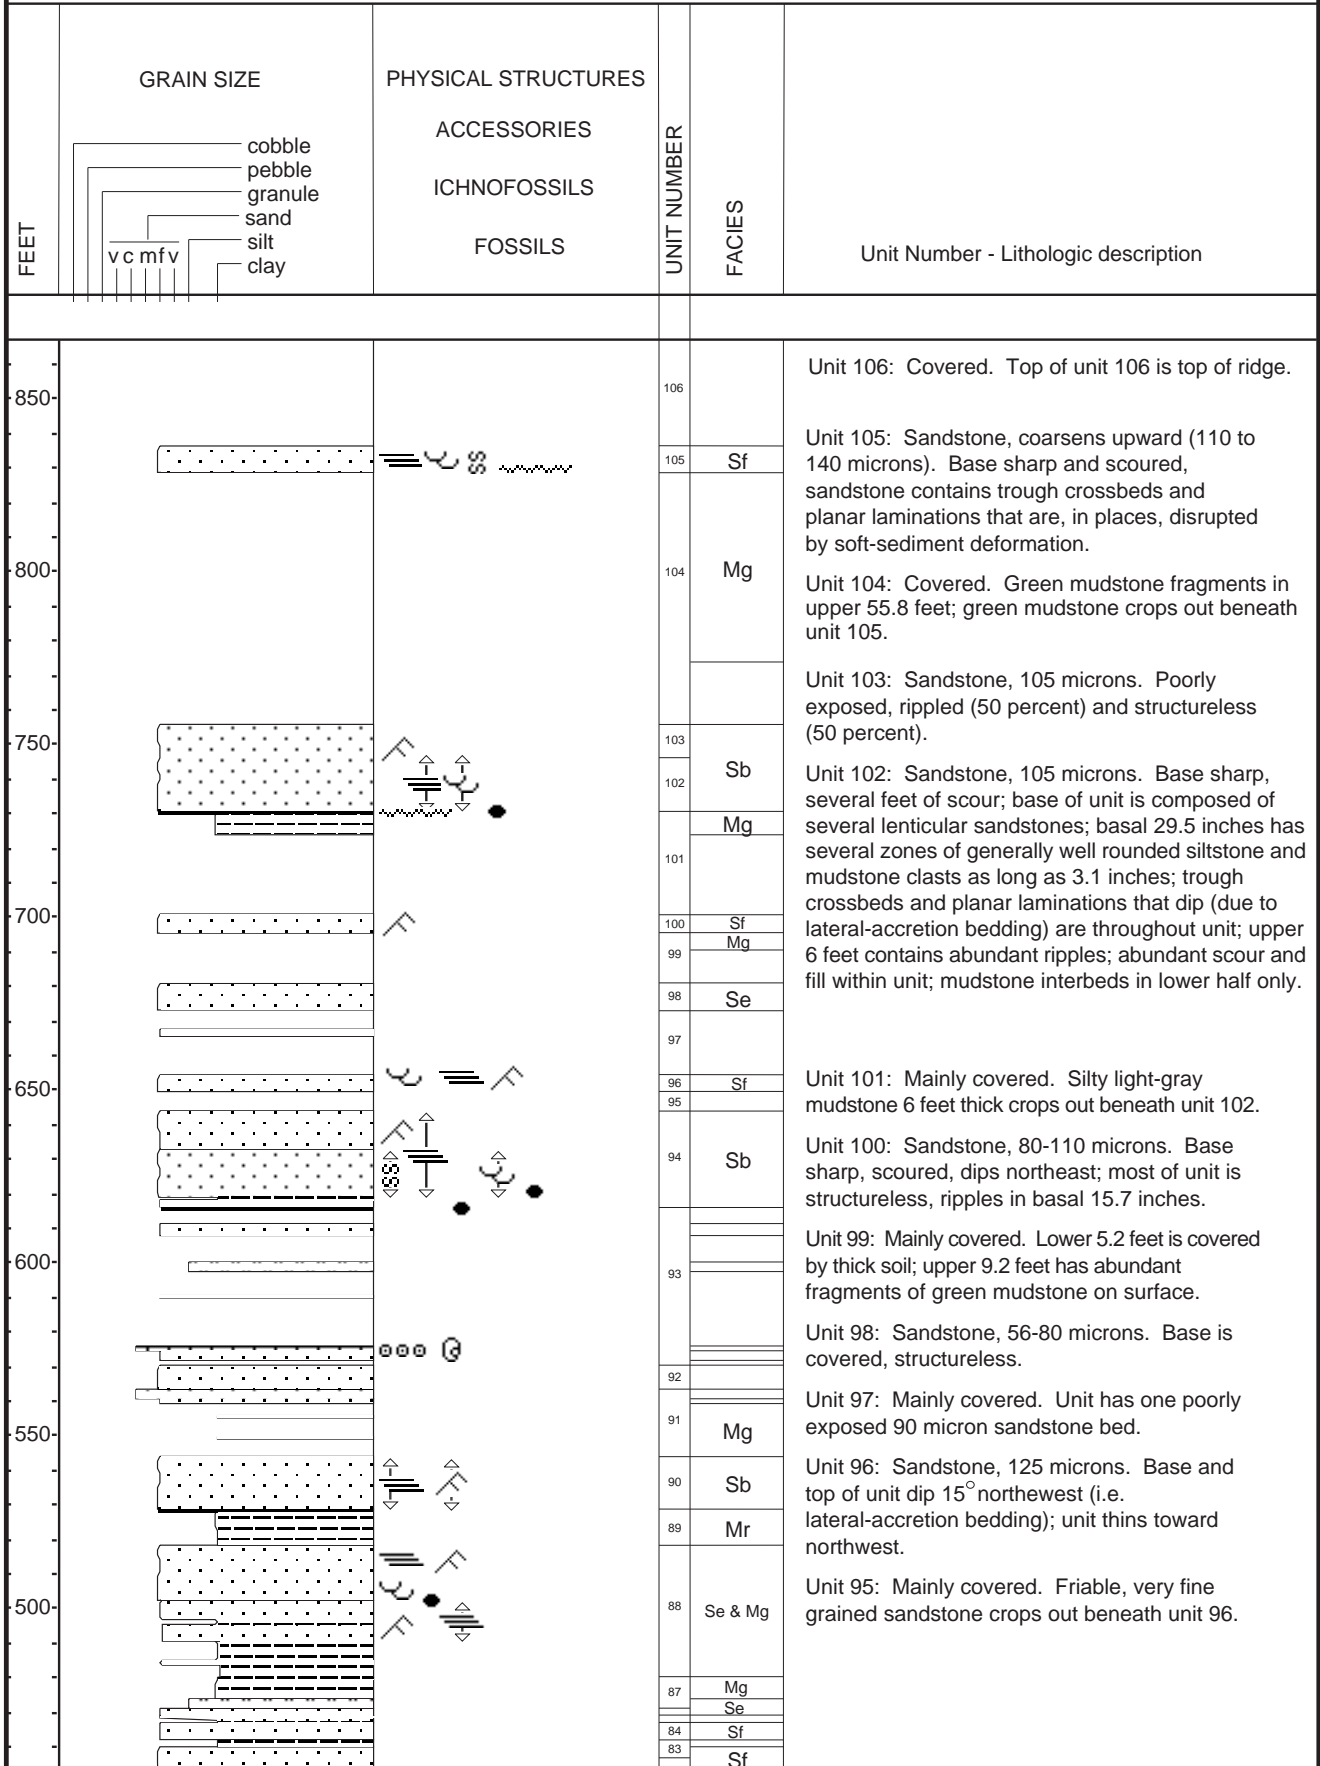 GRAIN SIZE
cobble
pebble
granule
sand
silt
clay
v c m f v
FEET
PHYSICAL STRUCTURES
ACCESSORIES
ICHNOFOSSILS
FOSSILS
UNIT NUMBER
FACIES
Unit Number - Lithologic description
850
800
750
700
650
600
550
500
SS
SS
106
105
104
103
102
101
100
99
98
97
96
95
94
93
92
91
90
89
88
87
84
83
Sf
Mg
Sb
Mg
Sf
Mg
Se
Sf
Sb
Mg
Sb
Mr
Se & Mg
Mg
Se
Sf
Sf
Unit 106: Covered. Top of unit 106 is top of ridge.
Unit 105: Sandstone, coarsens upward (110 to
140 microns). Base sharp and scoured,
sandstone contains trough crossbeds and
planar laminations that are, in places, disrupted
by soft-sediment deformation.
Unit 104: Covered. Green mudstone fragments in
upper 55.8 feet; green mudstone crops out beneath
unit 105.
Unit 103: Sandstone, 105 microns. Poorly
exposed, rippled (50 percent) and structureless
(50 percent).
Unit 102: Sandstone, 105 microns. Base sharp,
several feet of scour; base of unit is composed of
several lenticular sandstones; basal 29.5 inches has
several zones of generally well rounded siltstone and
mudstone clasts as long as 3.1 inches; trough
crossbeds and planar laminations that dip (due to
lateral-accretion bedding) are throughout unit; upper
6 feet contains abundant ripples; abundant scour and
fill within unit; mudstone interbeds in lower half only.
Unit 101: Mainly covered. Silty light-gray
mudstone 6 feet thick crops out beneath unit 102.
Unit 100: Sandstone, 80-110 microns. Base
sharp, scoured, dips northeast; most of unit is
structureless, ripples in basal 15.7 inches.
Unit 99: Mainly covered. Lower 5.2 feet is covered
by thick soil; upper 9.2 feet has abundant
fragments of green mudstone on surface.
Unit 98: Sandstone, 56-80 microns. Base is
covered, structureless.
Unit 97: Mainly covered. Unit has one poorly
exposed 90 micron sandstone bed.
Unit 96: Sandstone, 125 microns. Base and
top of unit dip 15° northewest (i.e.
lateral-accretion bedding); unit thins toward
northwest.
Unit 95: Mainly covered. Friable, very fine
grained sandstone crops out beneath unit 96.